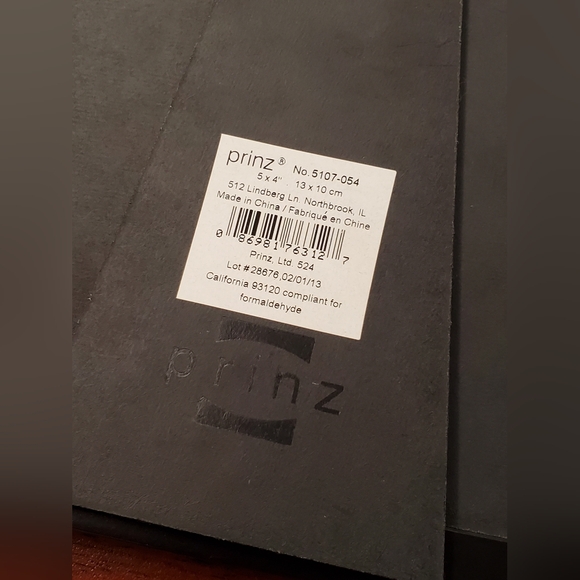 prinz® No. 5107-054
5 x 4" 13 x 10 cm
512 Lindberg Ln. Northbrook, IL
Made in China / Fabriqué en Chine
0 86981 76312 7
Prinz, Ltd. 524
Lot #28676,02/01/13
California 93120 compliant for
formaldehyde
prinz